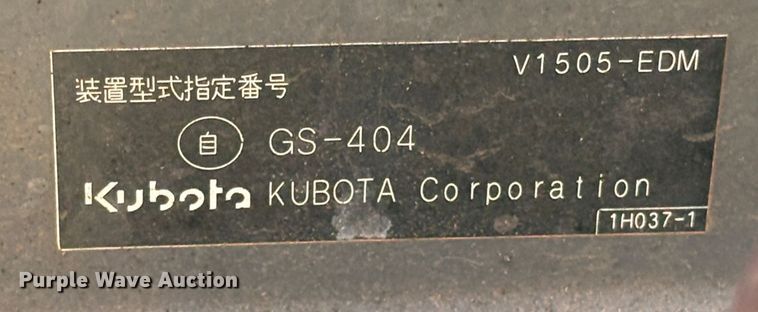 V1505-EDM
装置型式指定番号
自 GS-404
Kubota KUBOTA Corporation
1H037-1
Purple Wave Auction